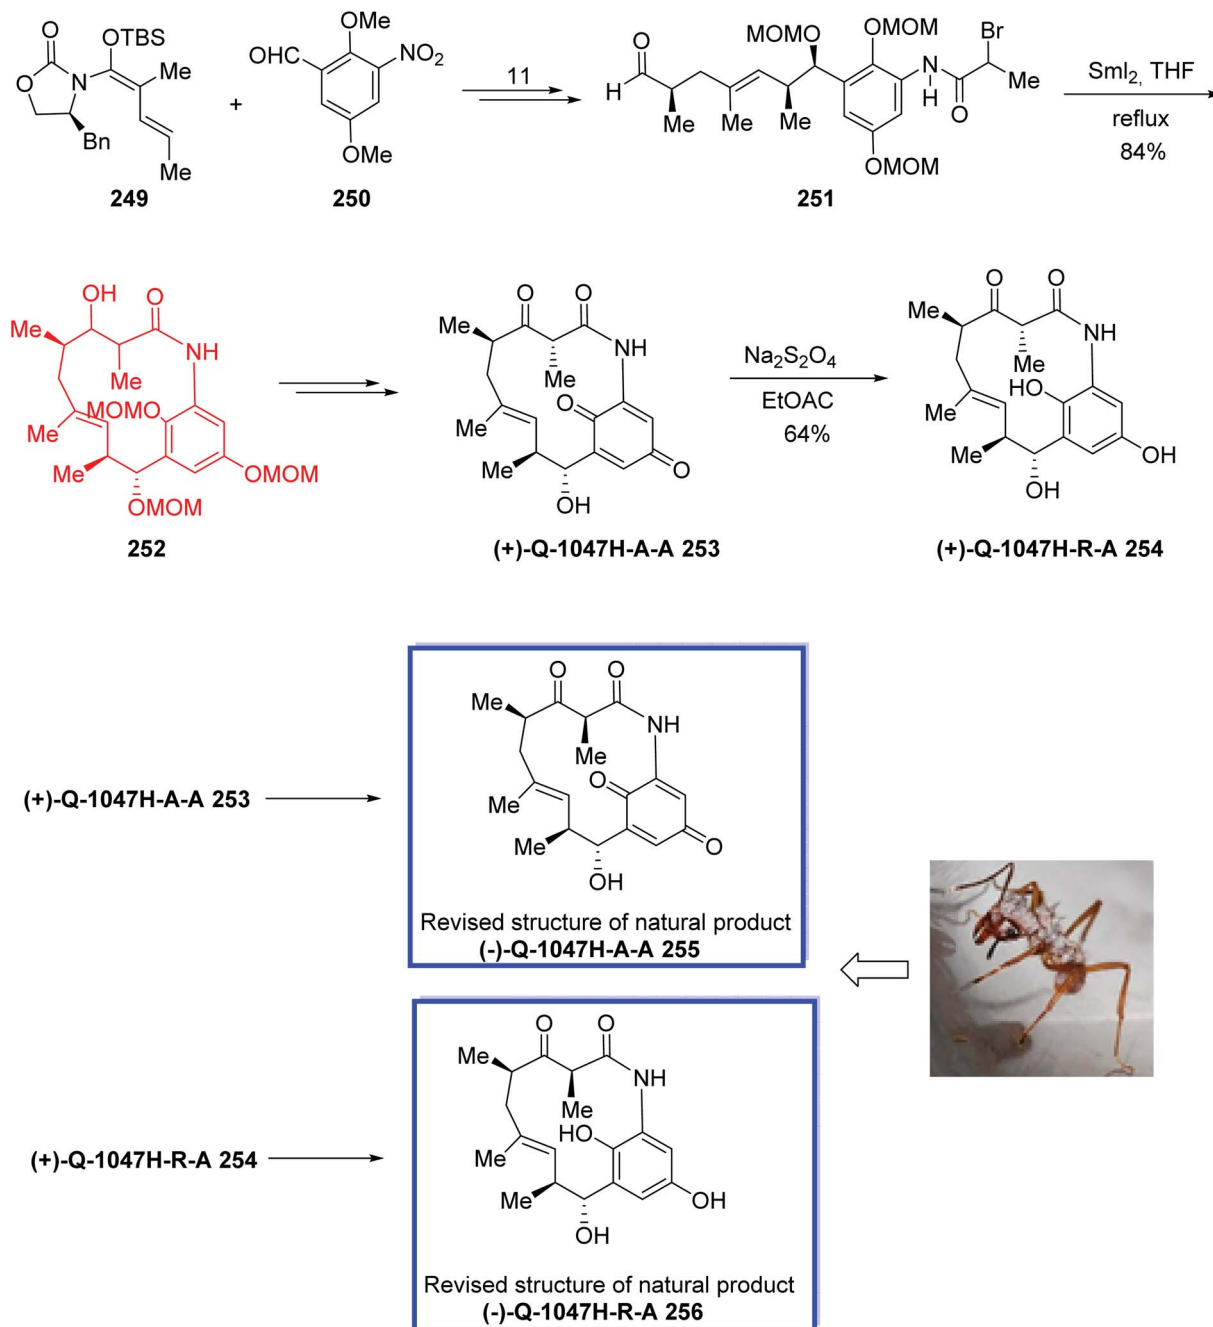 O
OTBS
N
Me
O
Bn
Me
249
+
OMe
OHC
NO2
OMe
250
11
O
H
Me
Me
Me
MOMO
OMOM
OMOM
N
H
O
Br
Me
251
SmI2, THF
reflux
84%
OH
O
Me
NH
Me
MOMO
Me
Me
OMOM
OMOM
252
O
O
Me
NH
Me
O
Me
Me
O
OH
(+)-Q-1047H-A-A 253
Na2S2O4
EtOAC
64%
O
O
Me
NH
Me
HO
Me
Me
OH
OH
(+)-Q-1047H-R-A 254
(+)-Q-1047H-A-A 253
O
O
Me
NH
Me
O
Me
Me
O
OH
Revised structure of natural product
(-)-Q-1047H-A-A 255
(+)-Q-1047H-R-A 254
O
O
Me
NH
Me
HO
Me
Me
OH
OH
Revised structure of natural product
(-)-Q-1047H-R-A 256